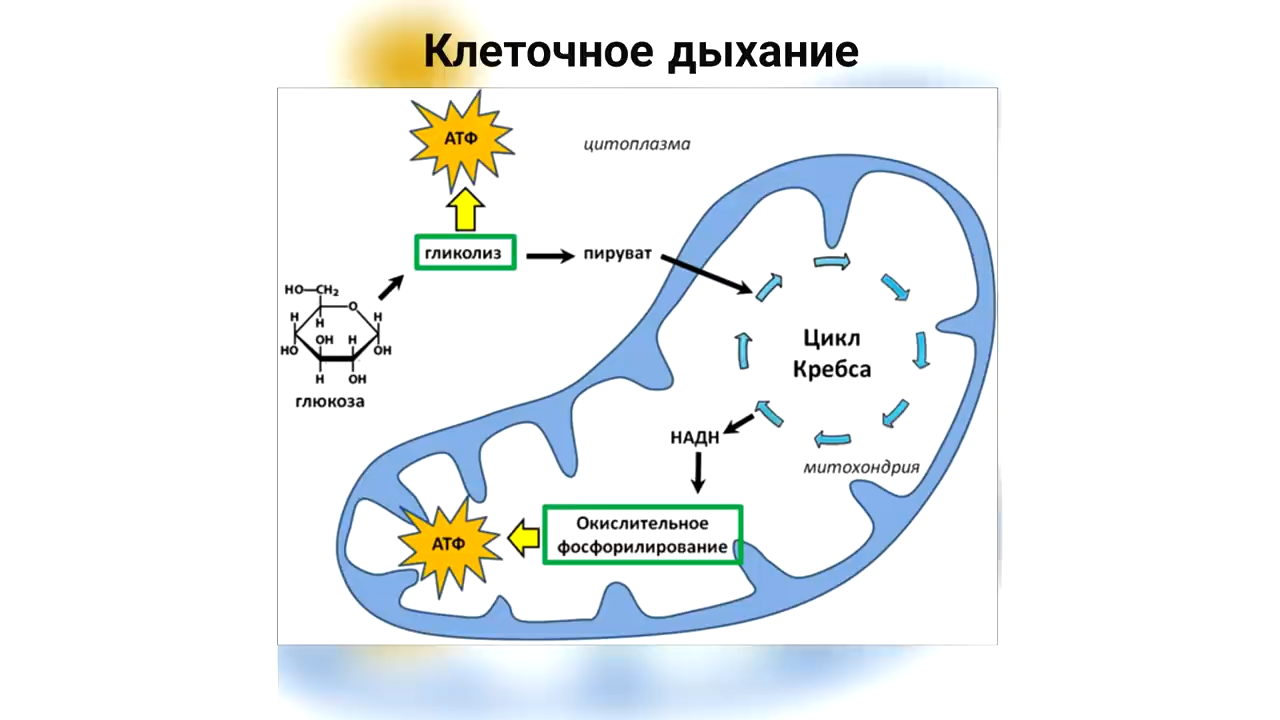 Клеточное дыхание
АТФ
цитоплазма
гликолиз
пируват
HO—CH₂
O
H
H
H
OH
H
HO
OH
H
OH
глюкоза
Цикл
Кребса
НАДН
митохондрия
Окислительное
фосфорилирование
АТФ